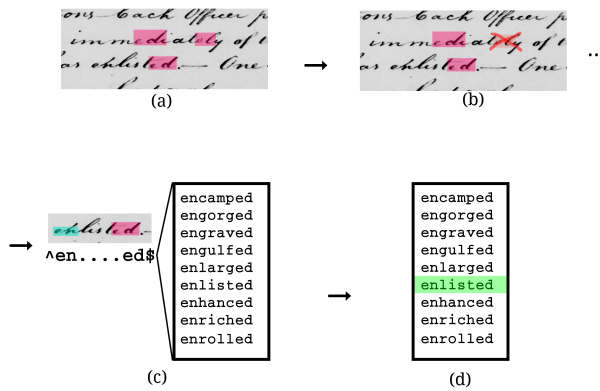 ons Each Officer p
immediately of t
as enlisted.— One
(a)
ons Each Officer p
immediately of t
as enlisted.— One
(b)
..
enlisted.—
^en....ed$
encamped
engorged
engraved
engulfed
enlarged
enlisted
enhanced
enriched
enrolled
(c)
encamped
engorged
engraved
engulfed
enlarged
enlisted
enhanced
enriched
enrolled
(d)